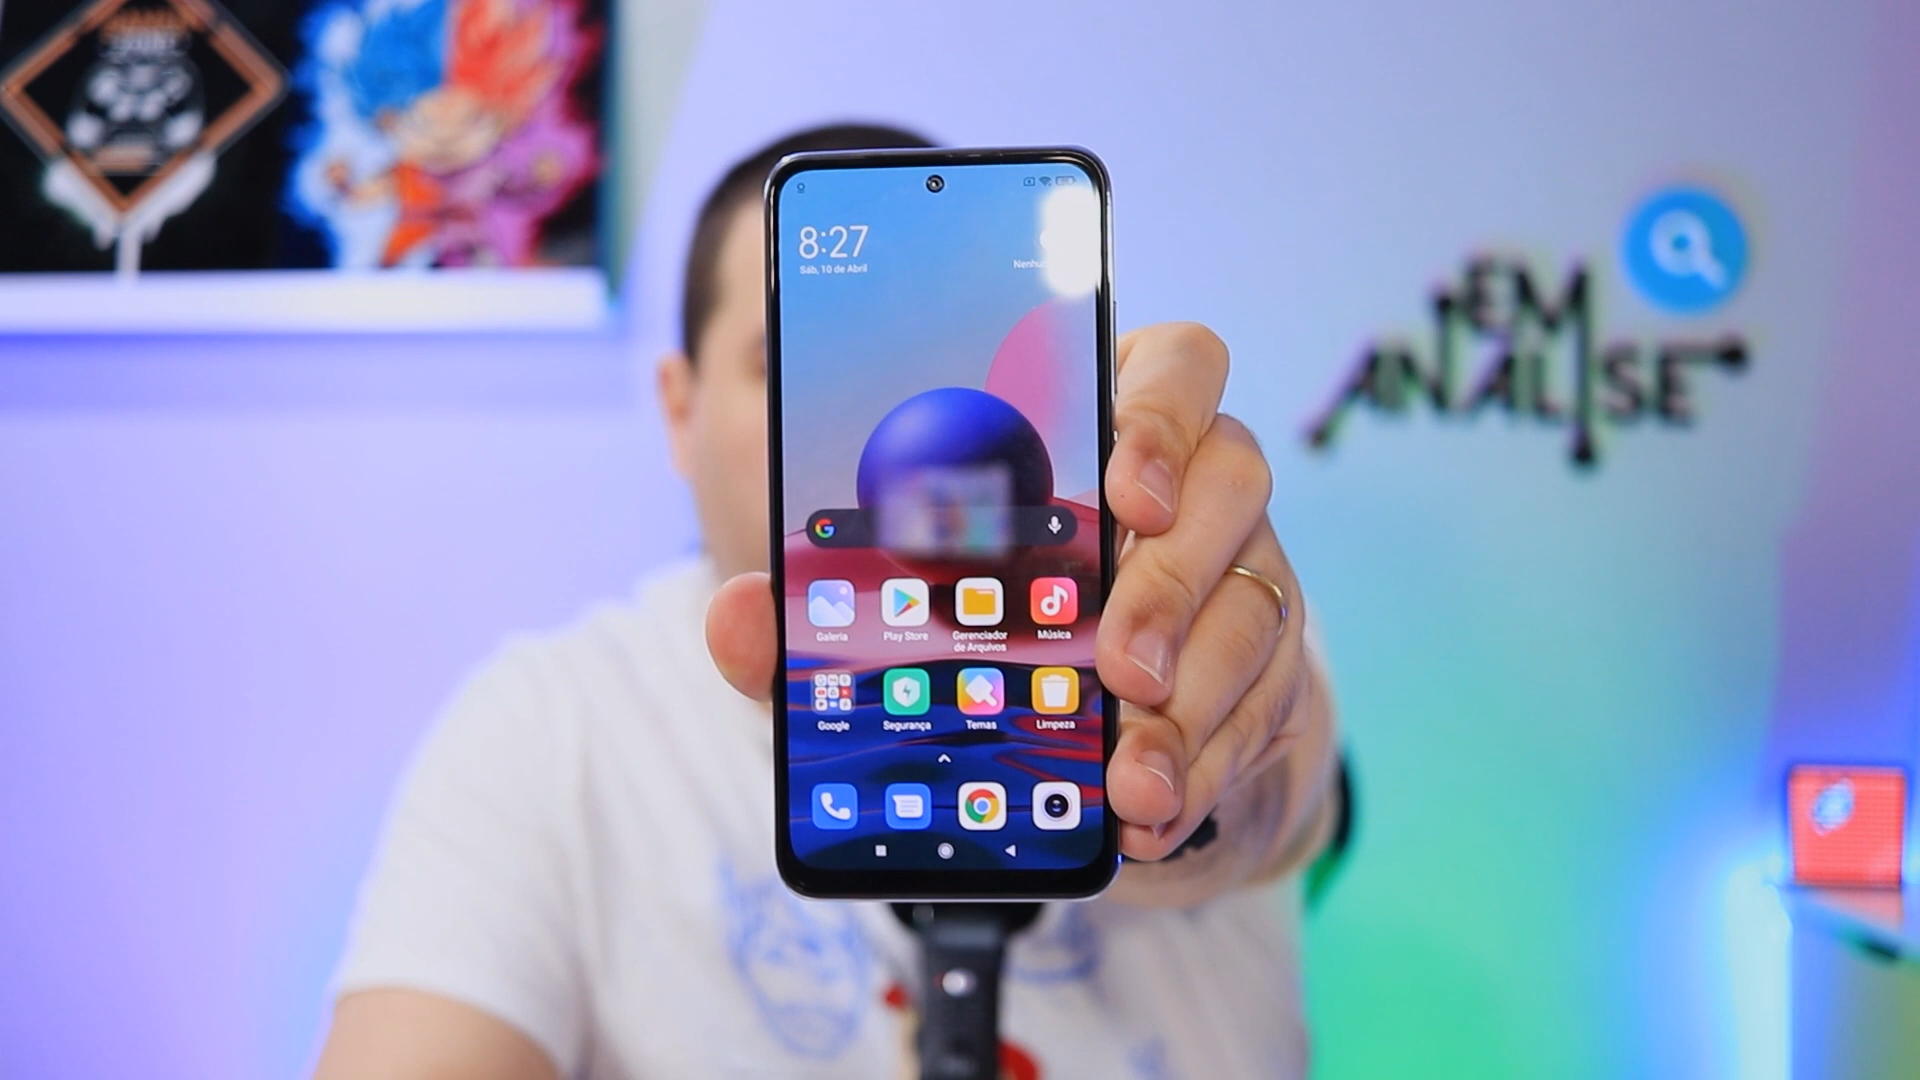 8:27
Sáb, 10 de Abril
EM
ANÁLISE
Galeria
Play Store
Gerenciador
de Arquivos
Música
Google
Segurança
Temas
Limpeza